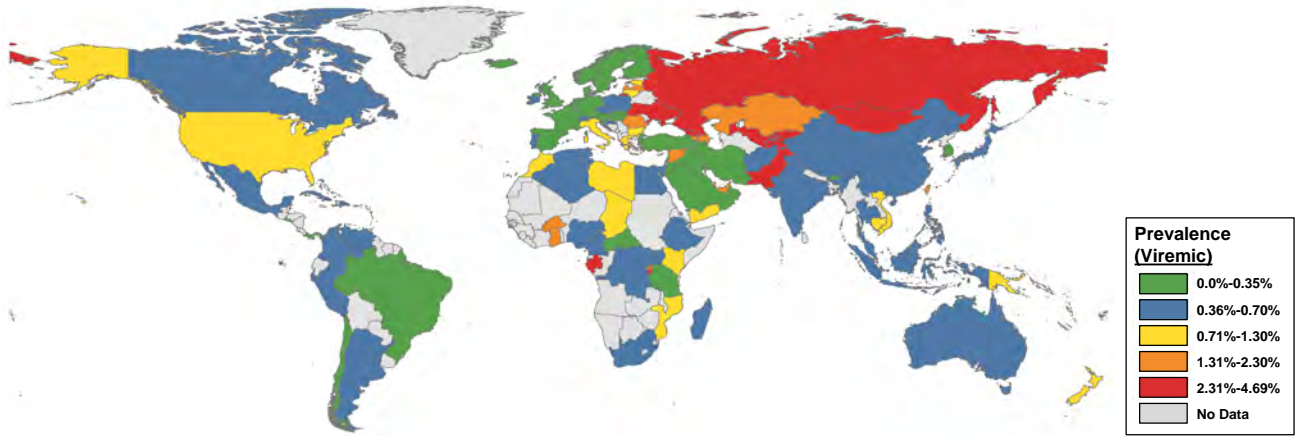 Prevalence
(Viremic)
0.0%-0.35%
0.36%-0.70%
0.71%-1.30%
1.31%-2.30%
2.31%-4.69%
No Data